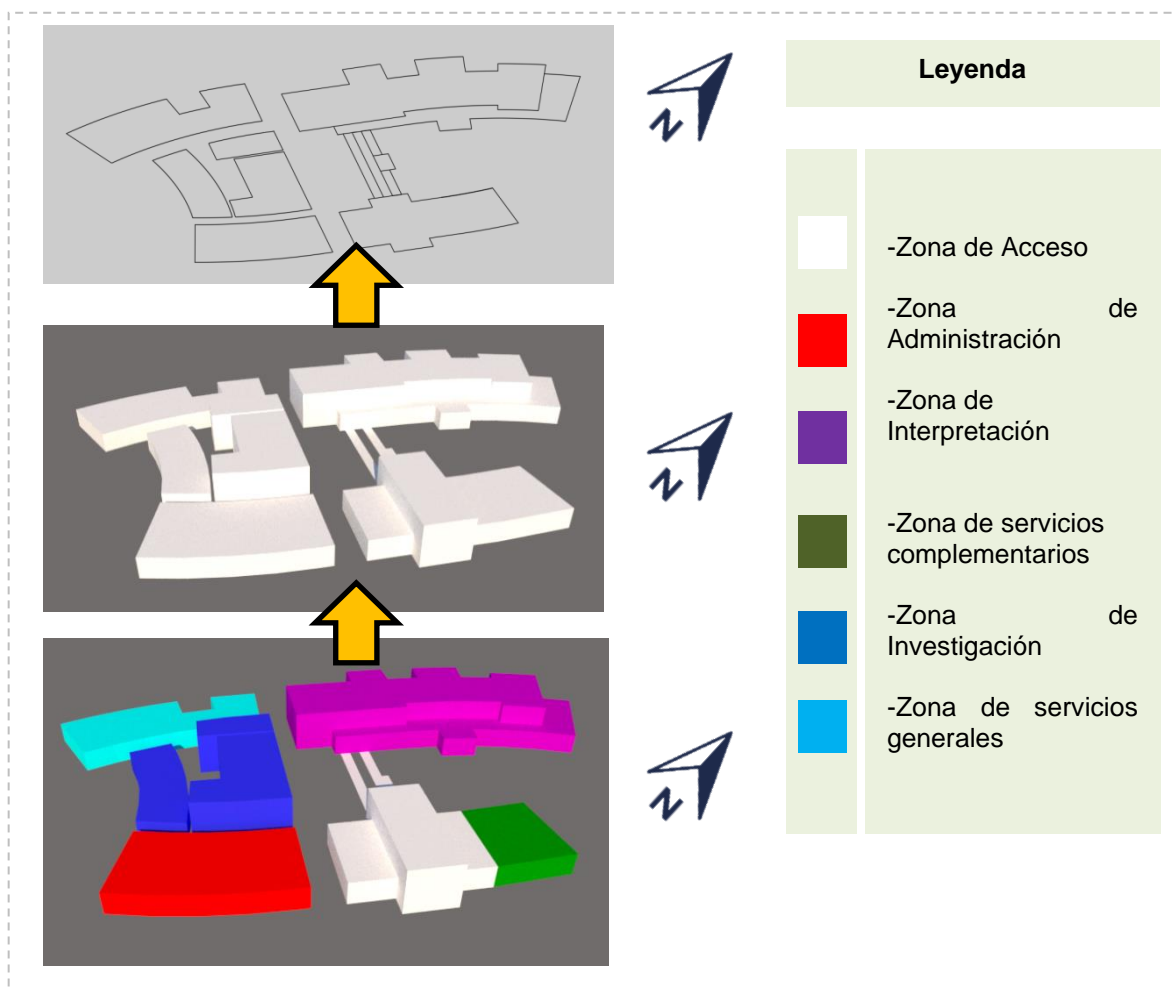 Leyenda
-Zona de Acceso
-Zona de
Administración
-Zona de
Interpretación
-Zona de servicios
complementarios
-Zona de
Investigación
-Zona de servicios
generales
N
N
N